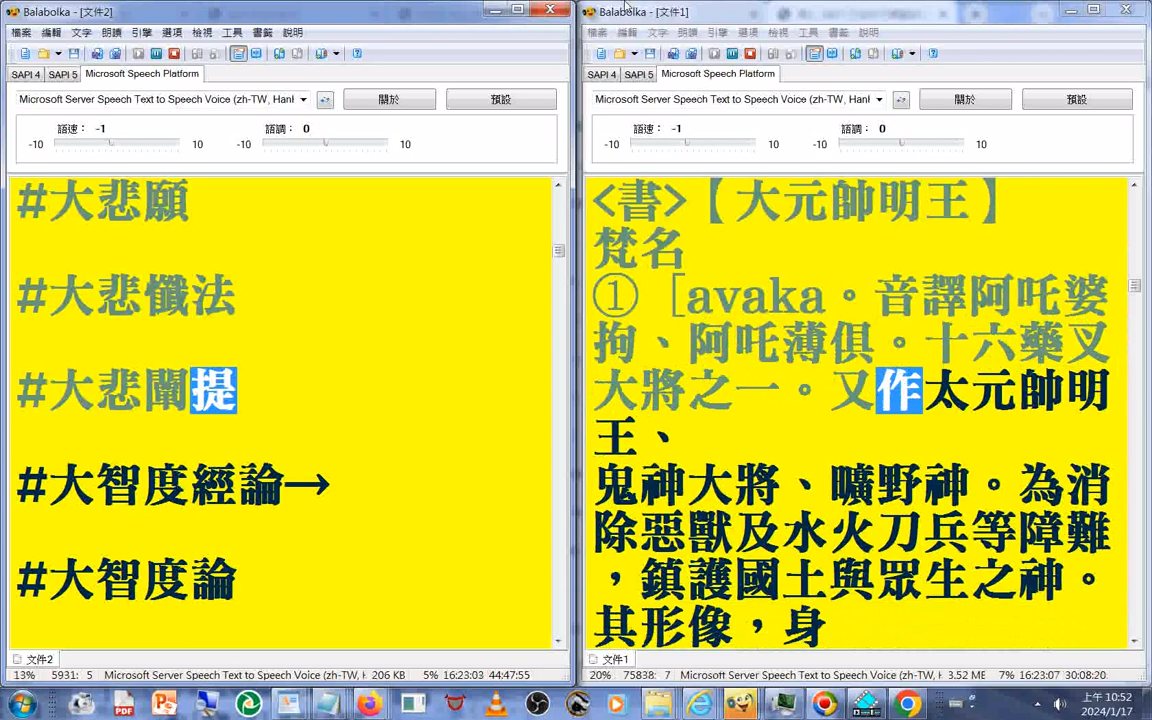 Balabolka - [文件2]
檔案 編輯 文字 朗讀 引擎 選項 檢視 工具 書籤 說明
SAPI 4 SAPI 5 Microsoft Speech Platform
Microsoft Server Speech Text to Speech Voice (zh-TW, Hanl
關於 預設
語速： -1 語調： 0
-10 10 -10 10
#大悲願
#大悲懺法
#大悲闡提
#大智度經論→
#大智度論
文件2
13% 5931: 5 Microsoft Server Speech Text to Speech Voice (zh-TW, H 206 KB 5% 16:23:03 44:47:55
Balabolka - [文件1]
檔案 編輯 文字 朗讀 引擎 選項 檢視 工具 書籤 說明
SAPI 4 SAPI 5 Microsoft Speech Platform
Microsoft Server Speech Text to Speech Voice (zh-TW, Hanl
關於 預設
語速： -1 語調： 0
-10 10 -10 10
<書>【大元帥明王】
梵名
① [avaka。音譯阿吒婆
拘、阿吒薄俱。十六藥叉
大將之一。又作太元帥明
王、
鬼神大將、曠野神。為消
除惡獸及水火刀兵等障難
，鎮護國土與眾生之神。
其形像，身
文件1
20% 75838: 7 Microsoft Server Speech Text to Speech Voice (zh-TW, H 3.52 ME 7% 16:23:07 30:08:20
上午 10:52
2024/1/17